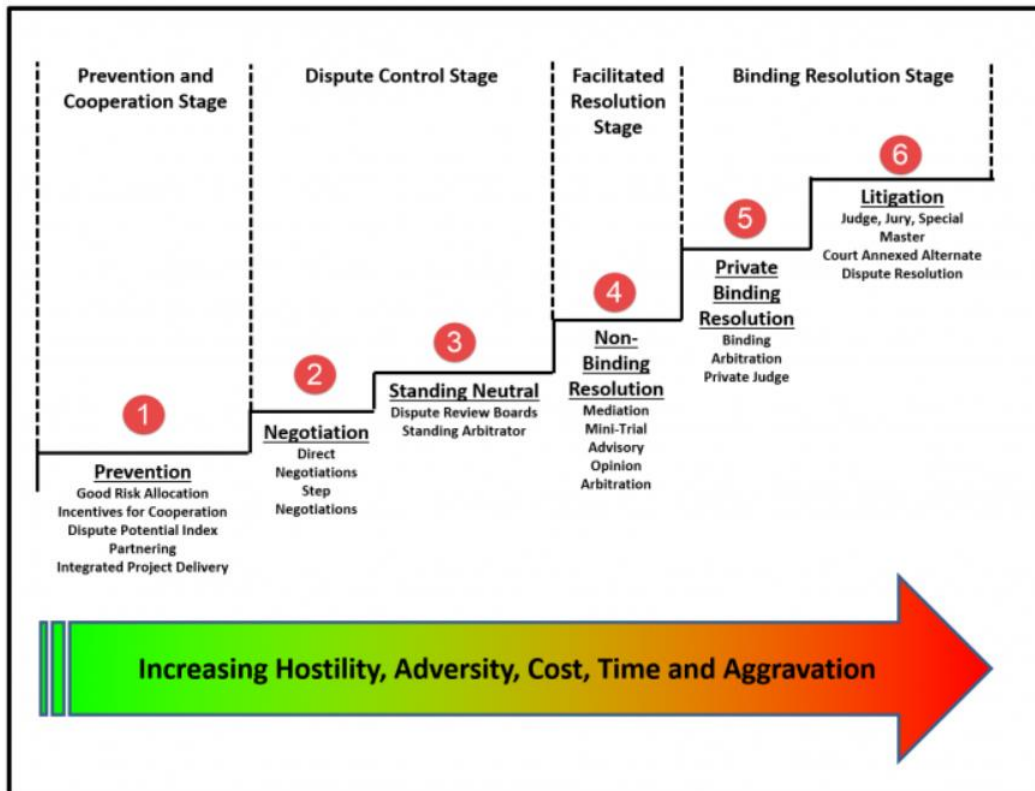 Prevention and
Cooperation Stage
Dispute Control Stage
Facilitated
Resolution
Stage
Binding Resolution Stage
1
Prevention
Good Risk Allocation
Incentives for Cooperation
Dispute Potential Index
Partnering
Integrated Project Delivery
2
Negotiation
Direct
Negotiations
Step
Negotiations
3
Standing Neutral
Dispute Review Boards
Standing Arbitrator
4
Non-
Binding
Resolution
Mediation
Mini-Trial
Advisory
Opinion
Arbitration
5
Private
Binding
Resolution
Binding
Arbitration
Private Judge
6
Litigation
Judge, Jury, Special
Master
Court Annexed Alternate
Dispute Resolution
Increasing Hostility, Adversity, Cost, Time and Aggravation